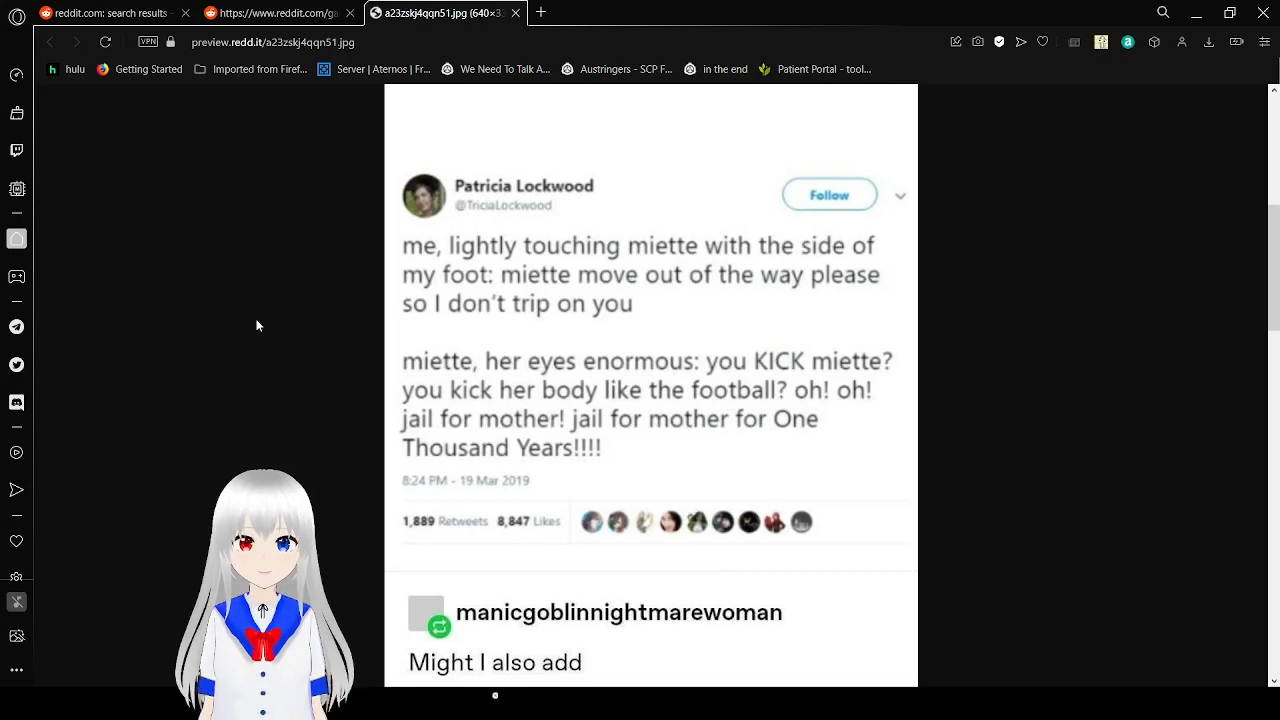 reddit.com: search results -
https://www.reddit.com/ga
a23zskj4qqn51.jpg (640×3
VPN
preview.redd.it/a23zskj4qqn51.jpg
hulu
Getting Started
Imported from Firef...
Server | Aternos | Fr...
We Need To Talk A...
Austringers - SCP F...
in the end
Patient Portal - tool...
Patricia Lockwood
@TriciaLockwood
Follow
me, lightly touching miette with the side of
my foot: miette move out of the way please
so I don't trip on you
miette, her eyes enormous: you KICK miette?
you kick her body like the football? oh! oh!
jail for mother! jail for mother for One
Thousand Years!!!!
8:24 PM - 19 Mar 2019
1,889 Retweets 8,847 Likes
manicgoblinnightmarewoman
Might I also add